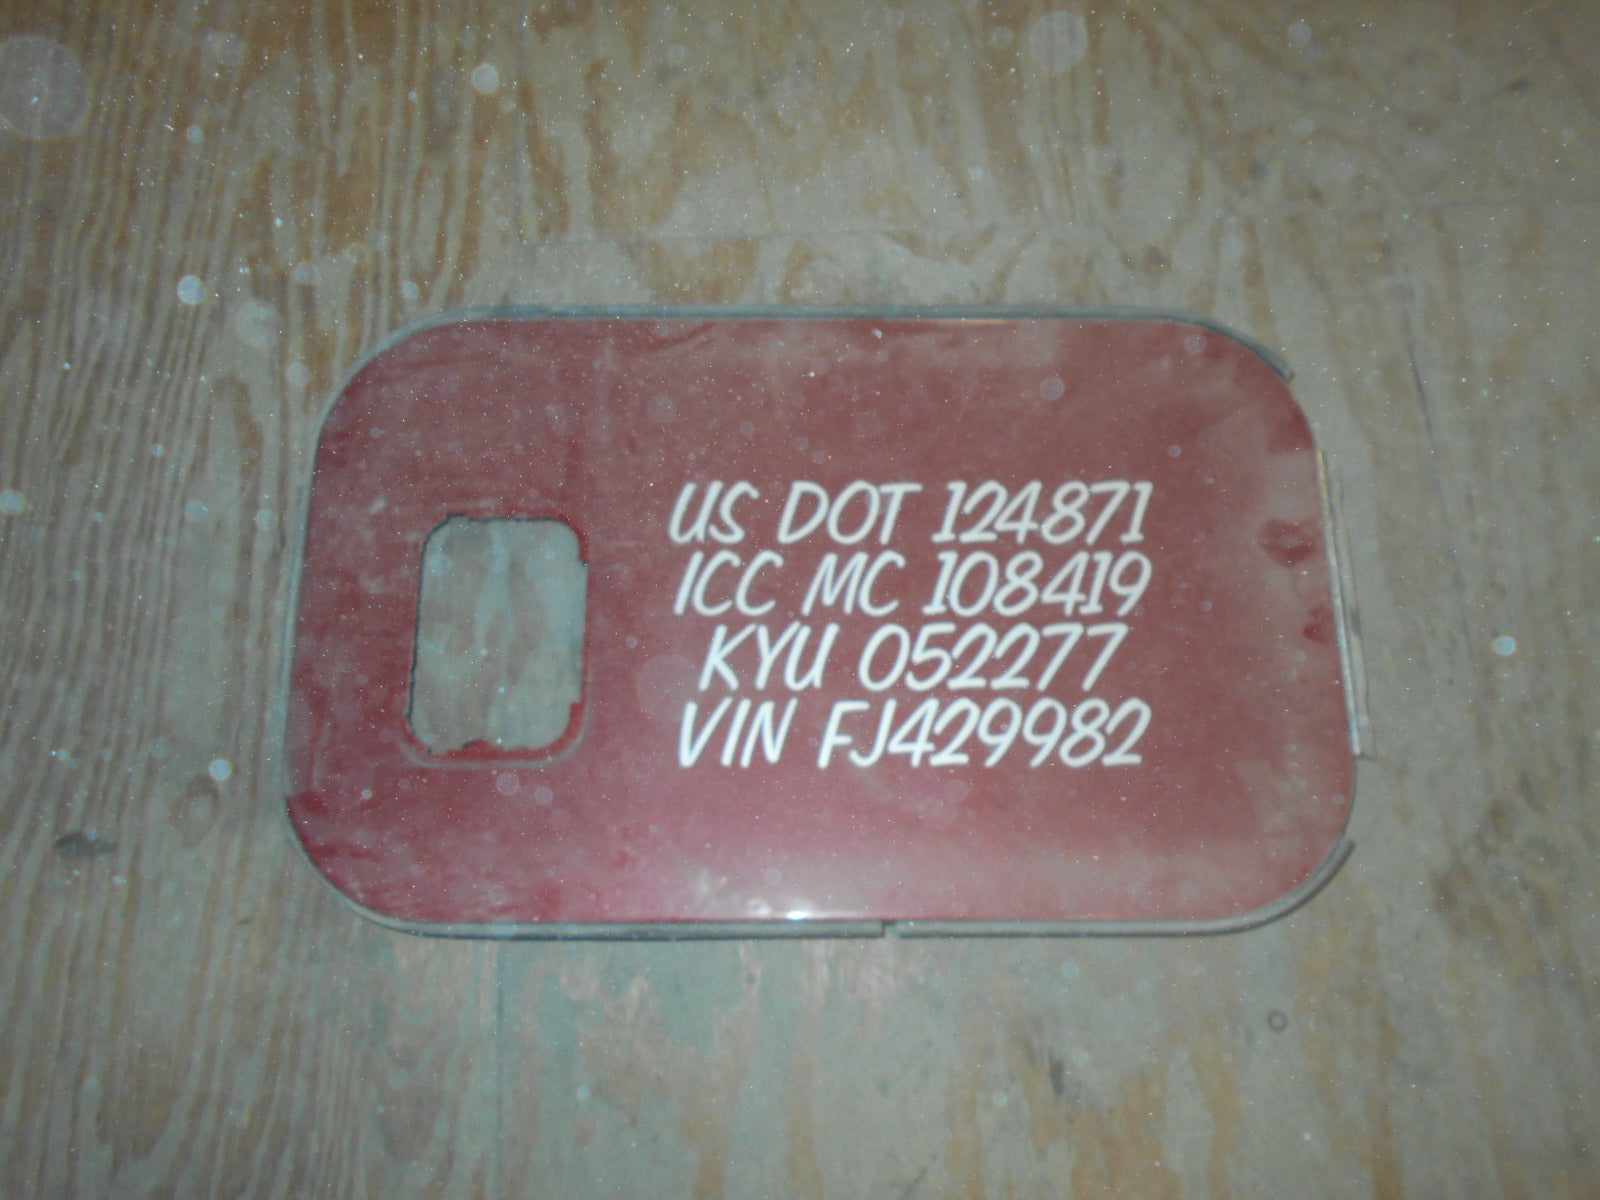 US DOT 124871
ICC MC 108419
KYU 052277
VIN FJ429982